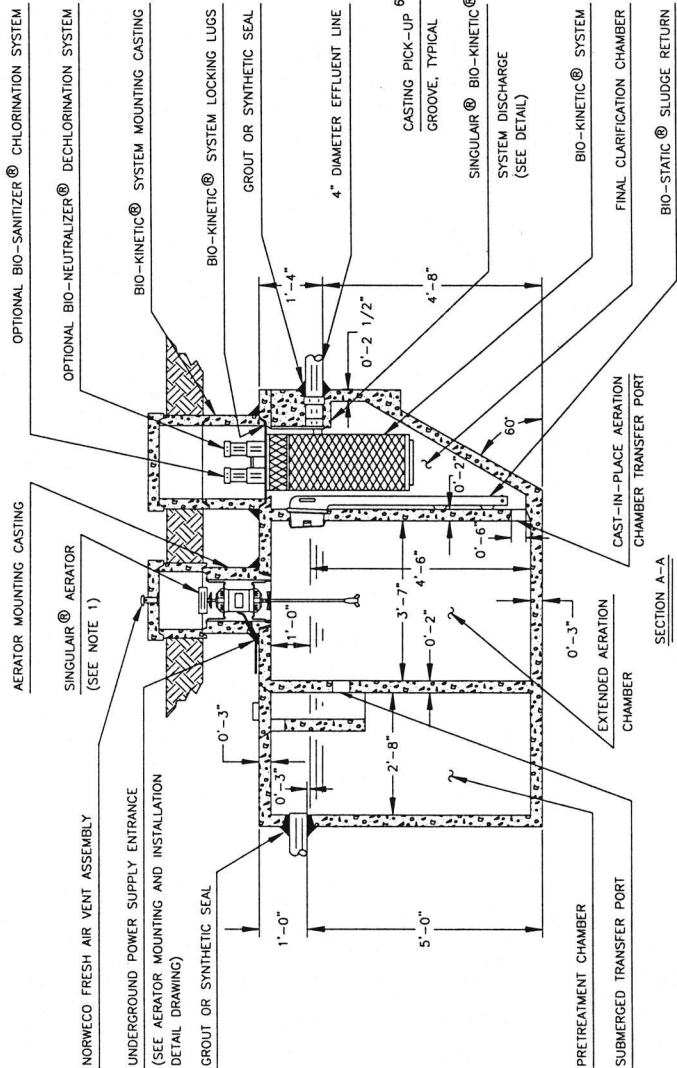 OPTIONAL BIO-SANITIZER® CHLORINATION SYSTEM
OPTIONAL BIO-NEUTRALIZER® DECHLORINATION SYSTEM
BIO-KINETIC® SYSTEM MOUNTING CASTING
BIO-KINETIC® SYSTEM LOCKING LUGS
GROUT OR SYNTHETIC SEAL
4" DIAMETER EFFLUENT LINE
CASTING PICK-UP 6
GROOVE, TYPICAL
SINGULAIR® BIO-KINETIC®
SYSTEM DISCHARGE
(SEE DETAIL)
BIO-KINETIC® SYSTEM
FINAL CLARIFICATION CHAMBER
BIO-STATIC® SLUDGE RETURN
AERATOR MOUNTING CASTING
SINGULAIR® AERATOR
(SEE NOTE 1)
NORWECO FRESH AIR VENT ASSEMBLY
UNDERGROUND POWER SUPPLY ENTRANCE
(SEE AERATOR MOUNTING AND INSTALLATION
DETAIL DRAWING)
GROUT OR SYNTHETIC SEAL
1'-4"
4'-8"
0'-2 1/2"
60°
0'-2"
0'-6"
4'-6"
3'-7"
0'-2"
1'-0"
0'-3"
0'-3"
0'-3"
2'-8"
1'-0"
5'-0"
CAST-IN-PLACE AERATION
CHAMBER TRANSFER PORT
EXTENDED AERATION
CHAMBER
PRETREATMENT CHAMBER
SUBMERGED TRANSFER PORT
SECTION A-A